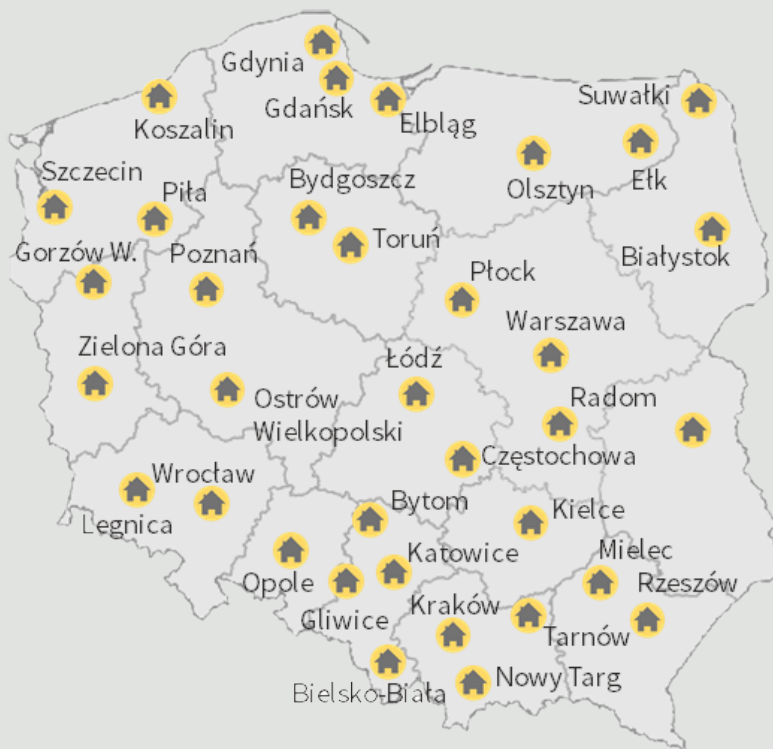 Gdynia
Gdańsk
Suwałki
Koszalin
Elbląg
Szczecin
Piła
Bydgoszcz
Olsztyn
Ełk
Gorzów W.
Poznań
Toruń
Białystok
Płock
Warszawa
Zielona Góra
Łódź
Ostrów
Wielkopolski
Radom
Częstochowa
Wrocław
Legnica
Bytom
Kielce
Katowice
Mielec
Opole
Rzeszów
Gliwice
Kraków
Tarnów
Nowy Targ
Bielsko-Biała